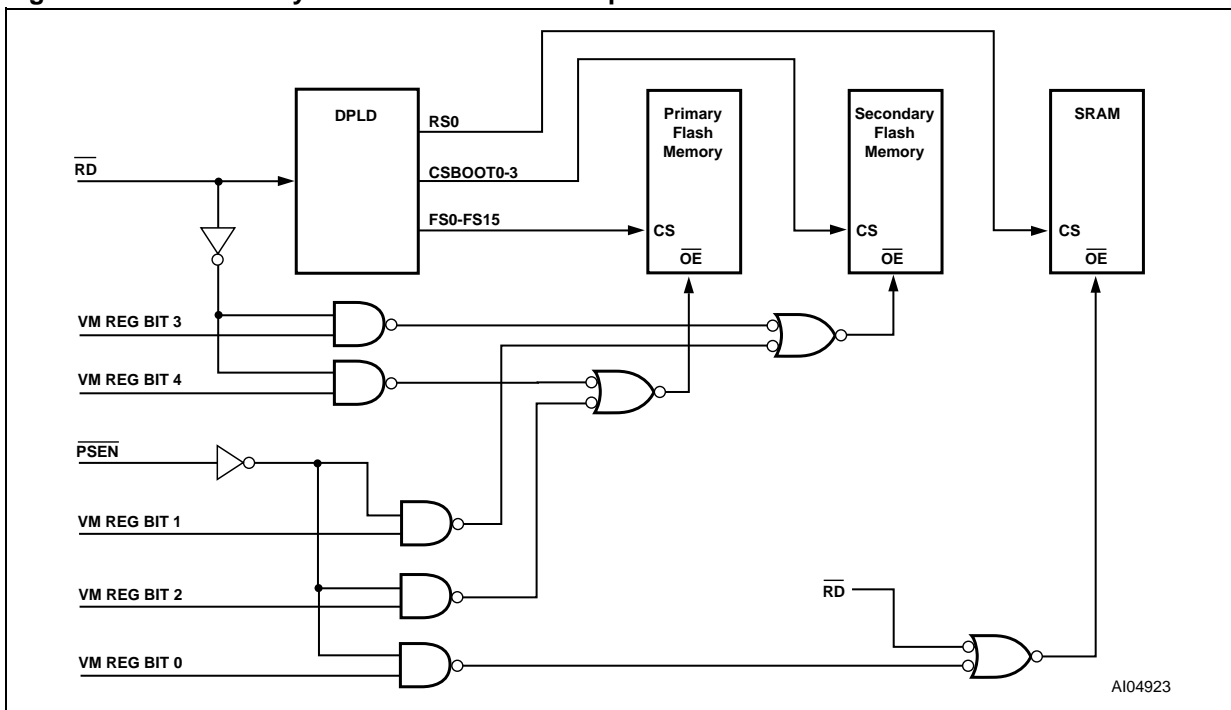 DPLD
RS0
CSBOOT0-3
FS0-FS15
Primary
Flash
Memory
CS
OE
Secondary
Flash
Memory
CS
OE
SRAM
CS
OE
RD
VM REG BIT 3
VM REG BIT 4
PSEN
VM REG BIT 1
VM REG BIT 2
VM REG BIT 0
RD
AI04923